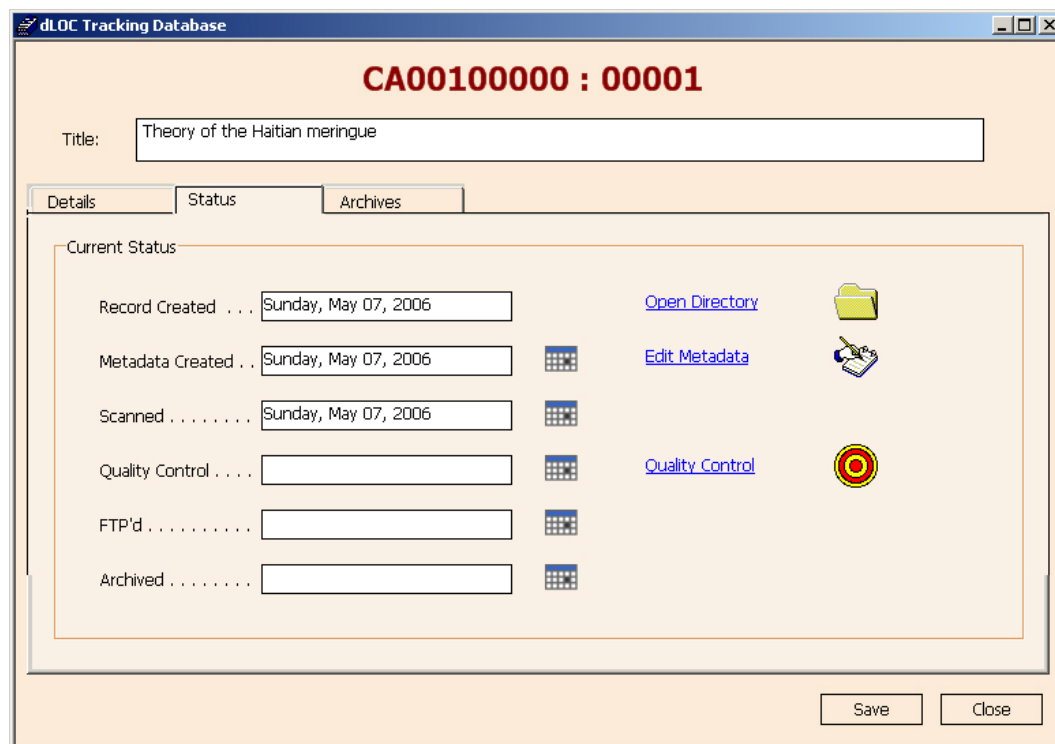 dLOC Tracking Database
CA00100000 : 00001
Title: Theory of the Haitian meringue
Details Status Archives
Current Status
Record Created . . . Sunday, May 07, 2006 Open Directory
Metadata Created . . Sunday, May 07, 2006 Edit Metadata
Scanned . . . . . . . . Sunday, May 07, 2006
Quality Control . . . . Quality Control
FTP'd . . . . . . . . . .
Archived . . . . . . . .
Save Close